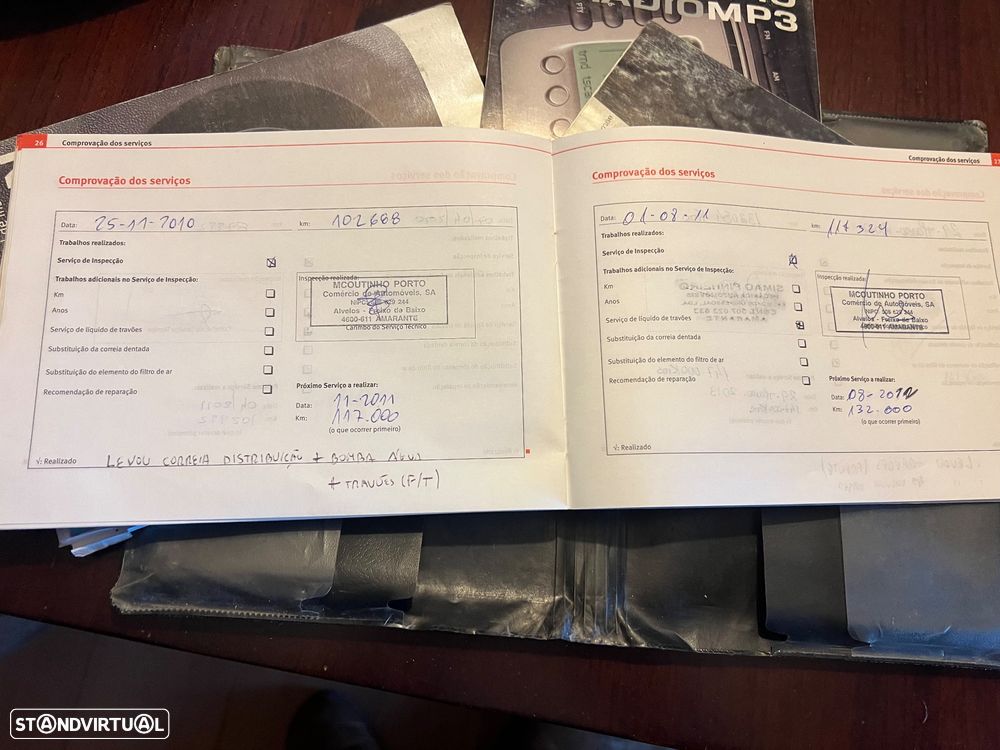 RADIOMP3
FM
AM
26 Comprovação dos serviços
Comprovação dos serviços
Data: 25-11-2010 km: 102688
Trabalhos realizados:
Serviço de Inspecção
Trabalhos adicionais no Serviço de Inspecção:
Km
Anos
Serviço de líquido de travões
Substituição da correia dentada
Substituição do elemento do filtro de ar
Recomendação de reparação
Inspecção realizada:
MCOUTINHO PORTO
Comércio de Automóveis, SA
Alvelos - Freixo de Baixo
4600-611 AMARANTE
Carimbo do Serviço Técnico
Próximo Serviço a realizar:
Data: 11-2011
Km: 117.000
(o que ocorrer primeiro)
√: Realizado
LEVOU CORREIA DISTRIBUIÇÃO + BOMBA
+ TRAVÕES (F/T)
Comprovação dos serviços 27
Comprovação dos serviços
Data: 01-08-11 km: 117324
Trabalhos realizados:
Serviço de Inspecção
Trabalhos adicionais no Serviço de Inspecção:
Km
Anos
Serviço de líquido de travões
Substituição da correia dentada
Substituição do elemento do filtro de ar
Recomendação de reparação
Inspecção realizada:
MCOUTINHO PORTO
Comércio de Automóveis, SA
Alvelos - Freixo de Baixo
4600-611 AMARANTE
Próximo Serviço a realizar:
Data: 08-2012
Km: 132.000
(o que ocorrer primeiro)
√: Realizado
STANDVIRTUAL